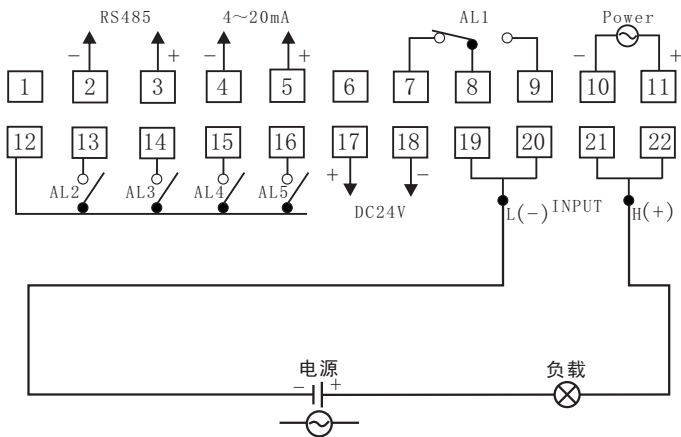 RS485 4～20mA AL1 Power
− + − + − +
1 2 3 4 5 6 7 8 9 10 11
12 13 14 15 16 17 18 19 20 21 22
AL2 AL3 AL4 AL5 + −
DC24V L(−) INPUT H(+)
电源 负载
− +